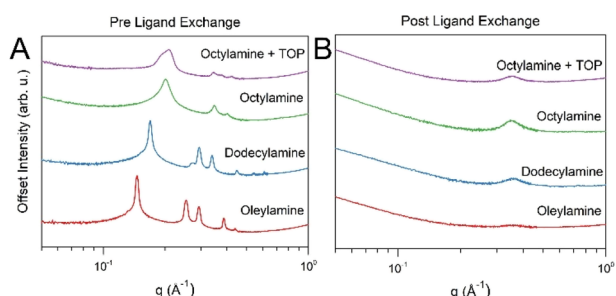 Pre Ligand Exchange
Post Ligand Exchange
A
B
Offset Intensity (arb. u.)
Octylamine + TOP
Octylamine
Dodecylamine
Oleylamine
Octylamine + TOP
Octylamine
Dodecylamine
Oleylamine
10⁻¹
10⁰
10⁻¹
10⁰
q (Å⁻¹)
q (Å⁻¹)